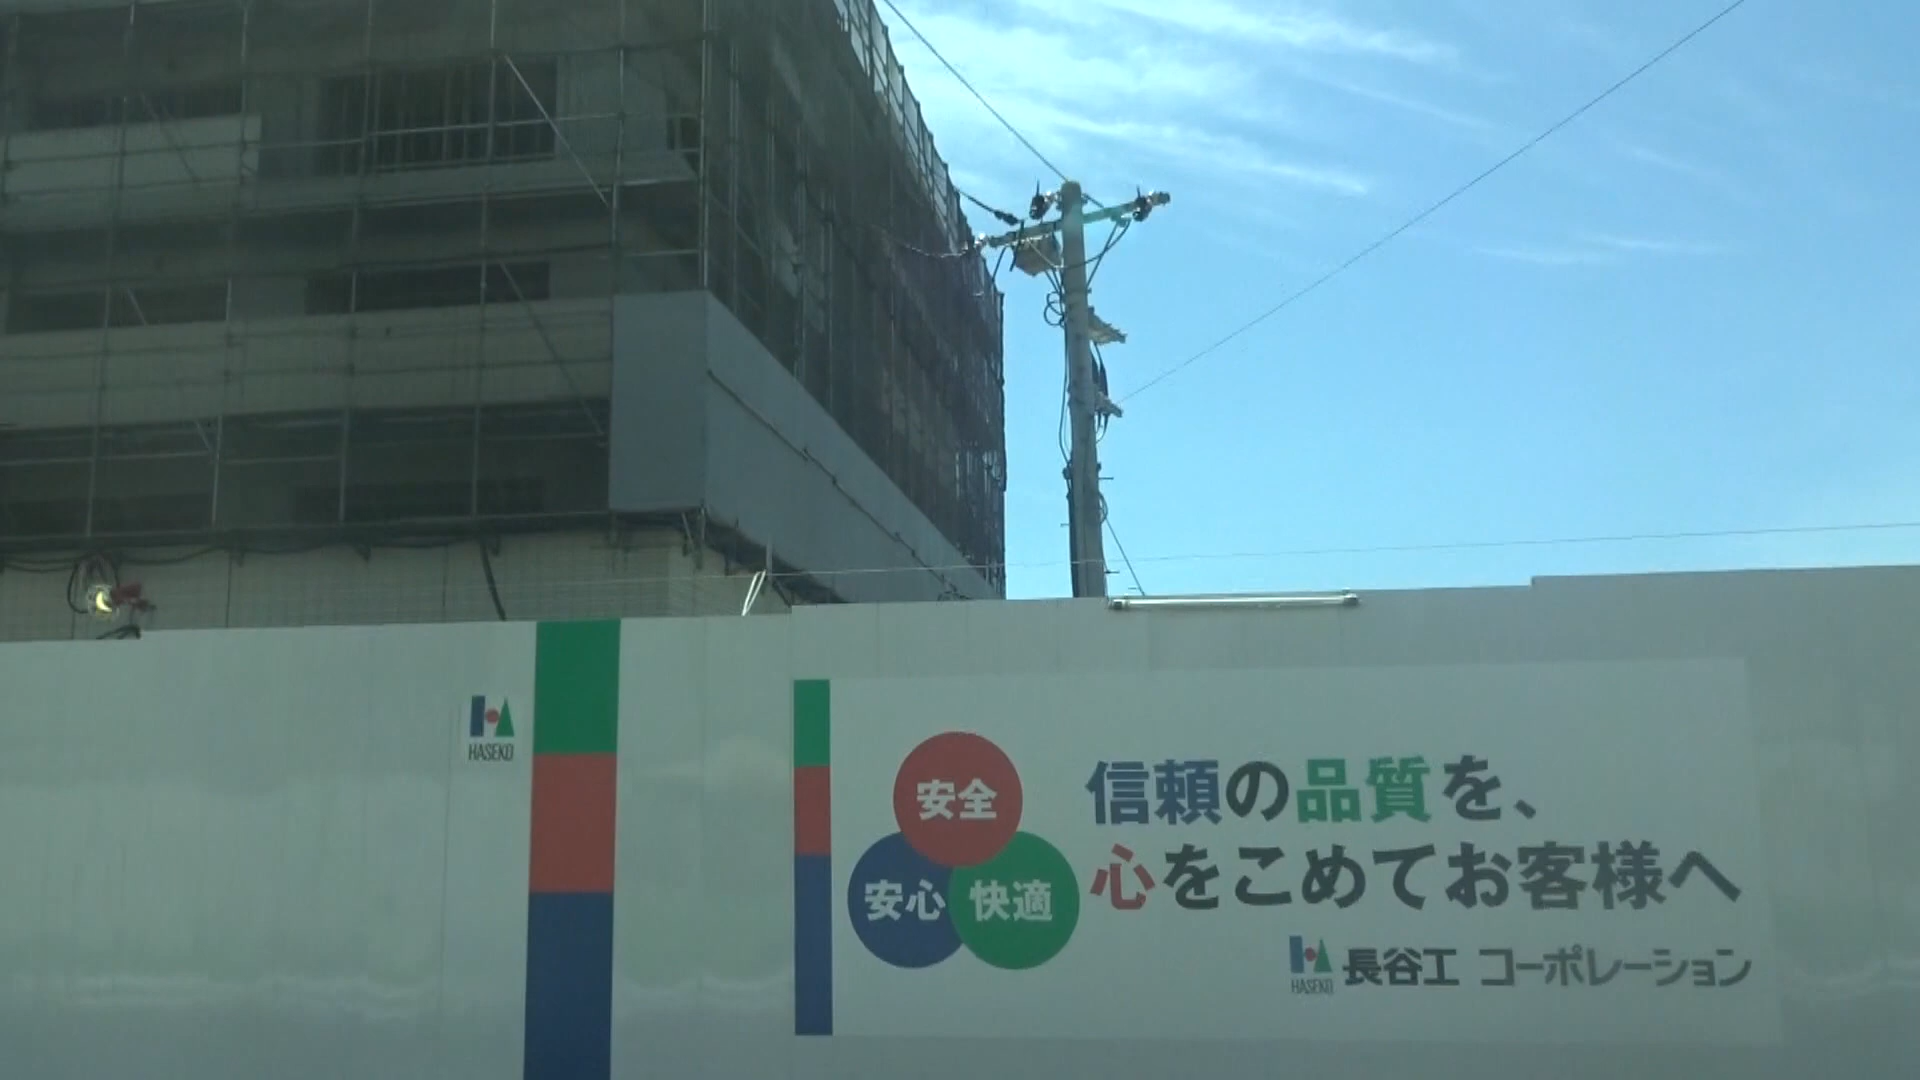 HASEKO
安全
安心
快適
信頼の品質を、
心をこめてお客様へ
HASEKO 長谷工 コーポレーション